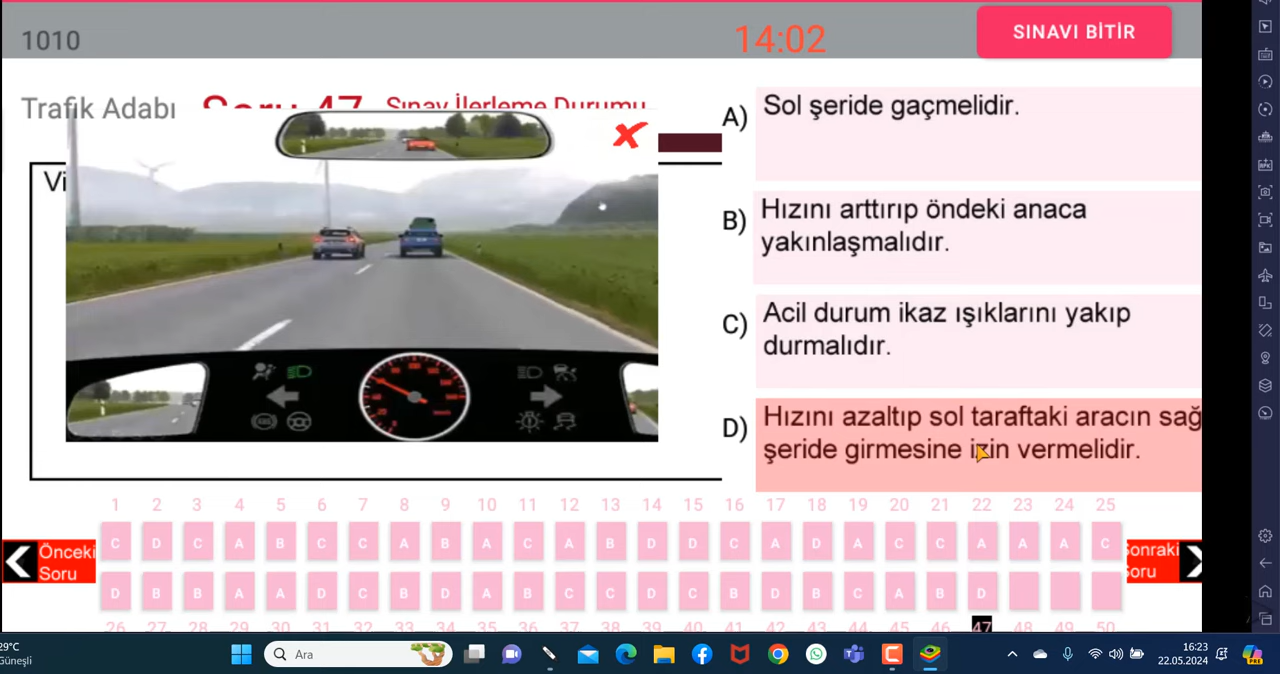 1010
14:02
SINAVI BİTİR
Trafik Adabı
Soru 47
Sınav İlerleme Durumu
Vi
A) Sol şeride gaçmelidir.
B) Hızını arttırıp öndeki anaca
yakınlaşmalıdır.
C) Acil durum ikaz ışıklarını yakıp
durmalıdır.
D) Hızını azaltıp sol taraftaki aracın sağ
şeride girmesine izin vermelidir.
Önceki
Soru
Sonraki
Soru
1 2 3 4 5 6 7 8 9 10 11 12 13 14 15 16 17 18 19 20 21 22 23 24 25
C D C A B C C A B A C A B D D C A D A C C A A A C
D B B A A D C B D A B C C D C B D B C A B D
26 27 28 29 30 31 32 33 34 35 36 37 38 39 40 41 42 43 44 45 46 47 48 49 50
29°C
Güneşli
Ara
16:23
22.05.2024
PRE